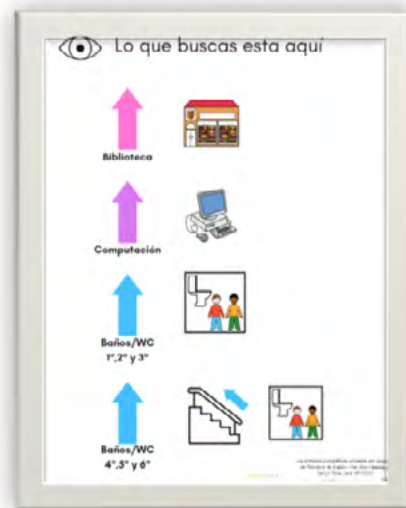 Lo que buscas esta aquí
Biblioteca
Computación
Baños/WC
1°,2° y 3°
Baños/WC
4°,5° y 6°